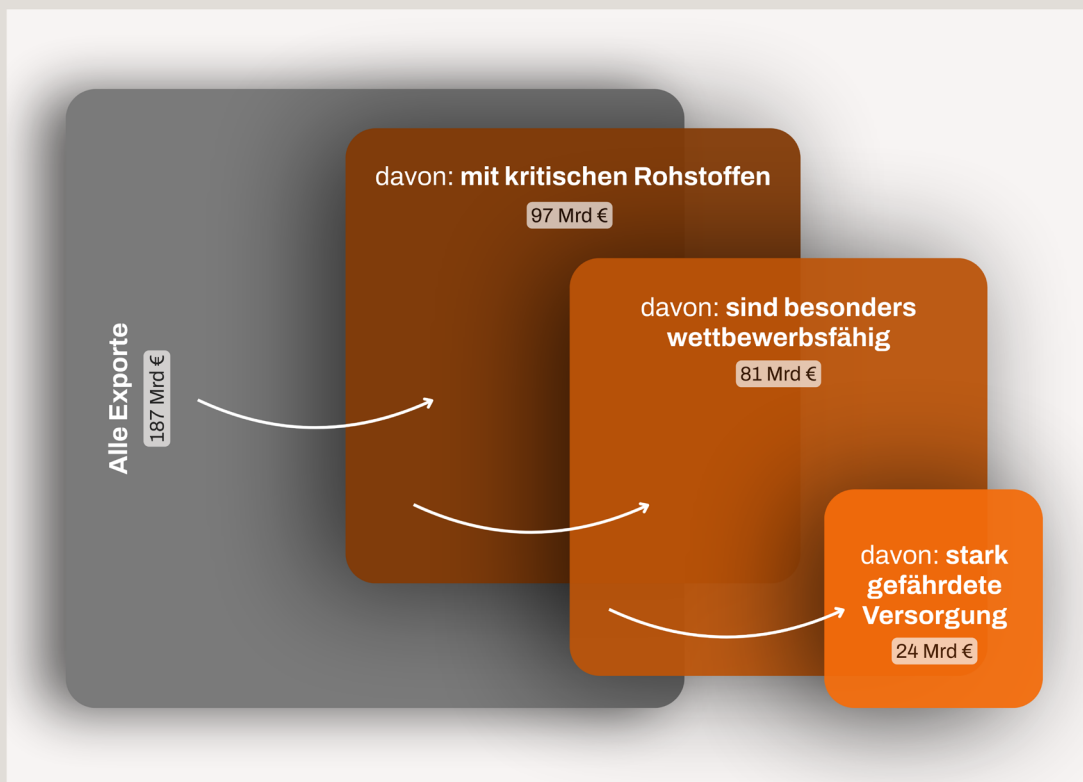 Alle Exporte
187 Mrd €
davon: mit kritischen Rohstoffen
97 Mrd €
davon: sind besonders
wettbewerbsfähig
81 Mrd €
davon: stark
gefährdete
Versorgung
24 Mrd €